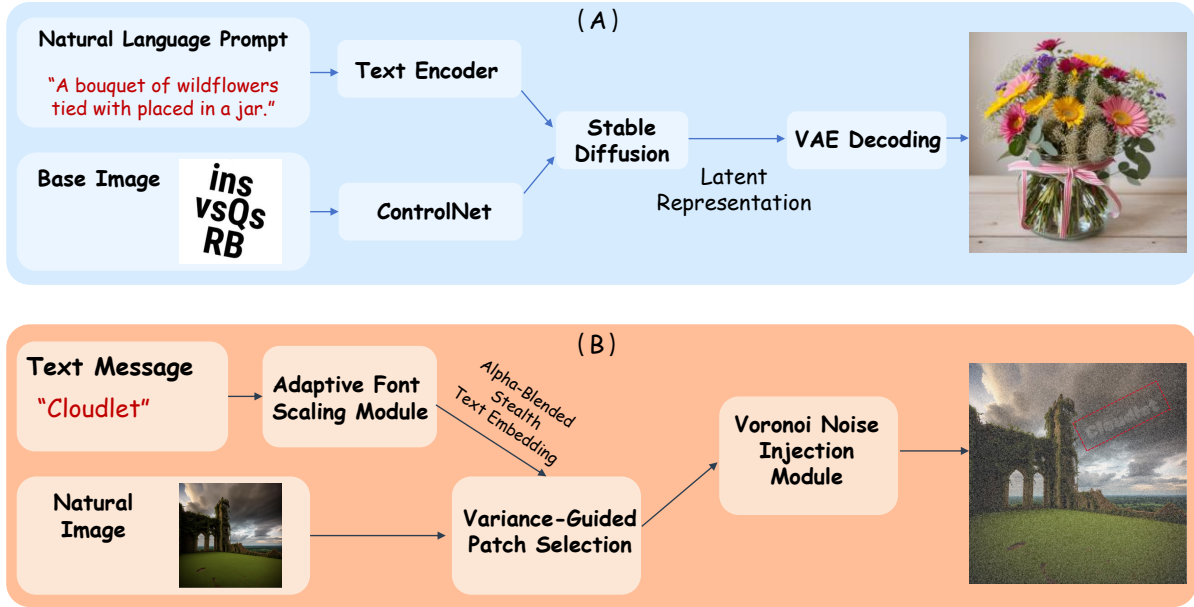 (A)
Natural Language Prompt
“A bouquet of wildflowers
tied with placed in a jar.”
Text Encoder
Base Image
ins
vsQs
RB
ControlNet
Stable
Diffusion
Latent
Representation
VAE Decoding
(B)
Text Message
“Cloudlet”
Adaptive Font
Scaling Module
Alpha-Blended
Stealth
Text Embedding
Natural
Image
Variance-Guided
Patch Selection
Voronoi Noise
Injection
Module
Cloudlet